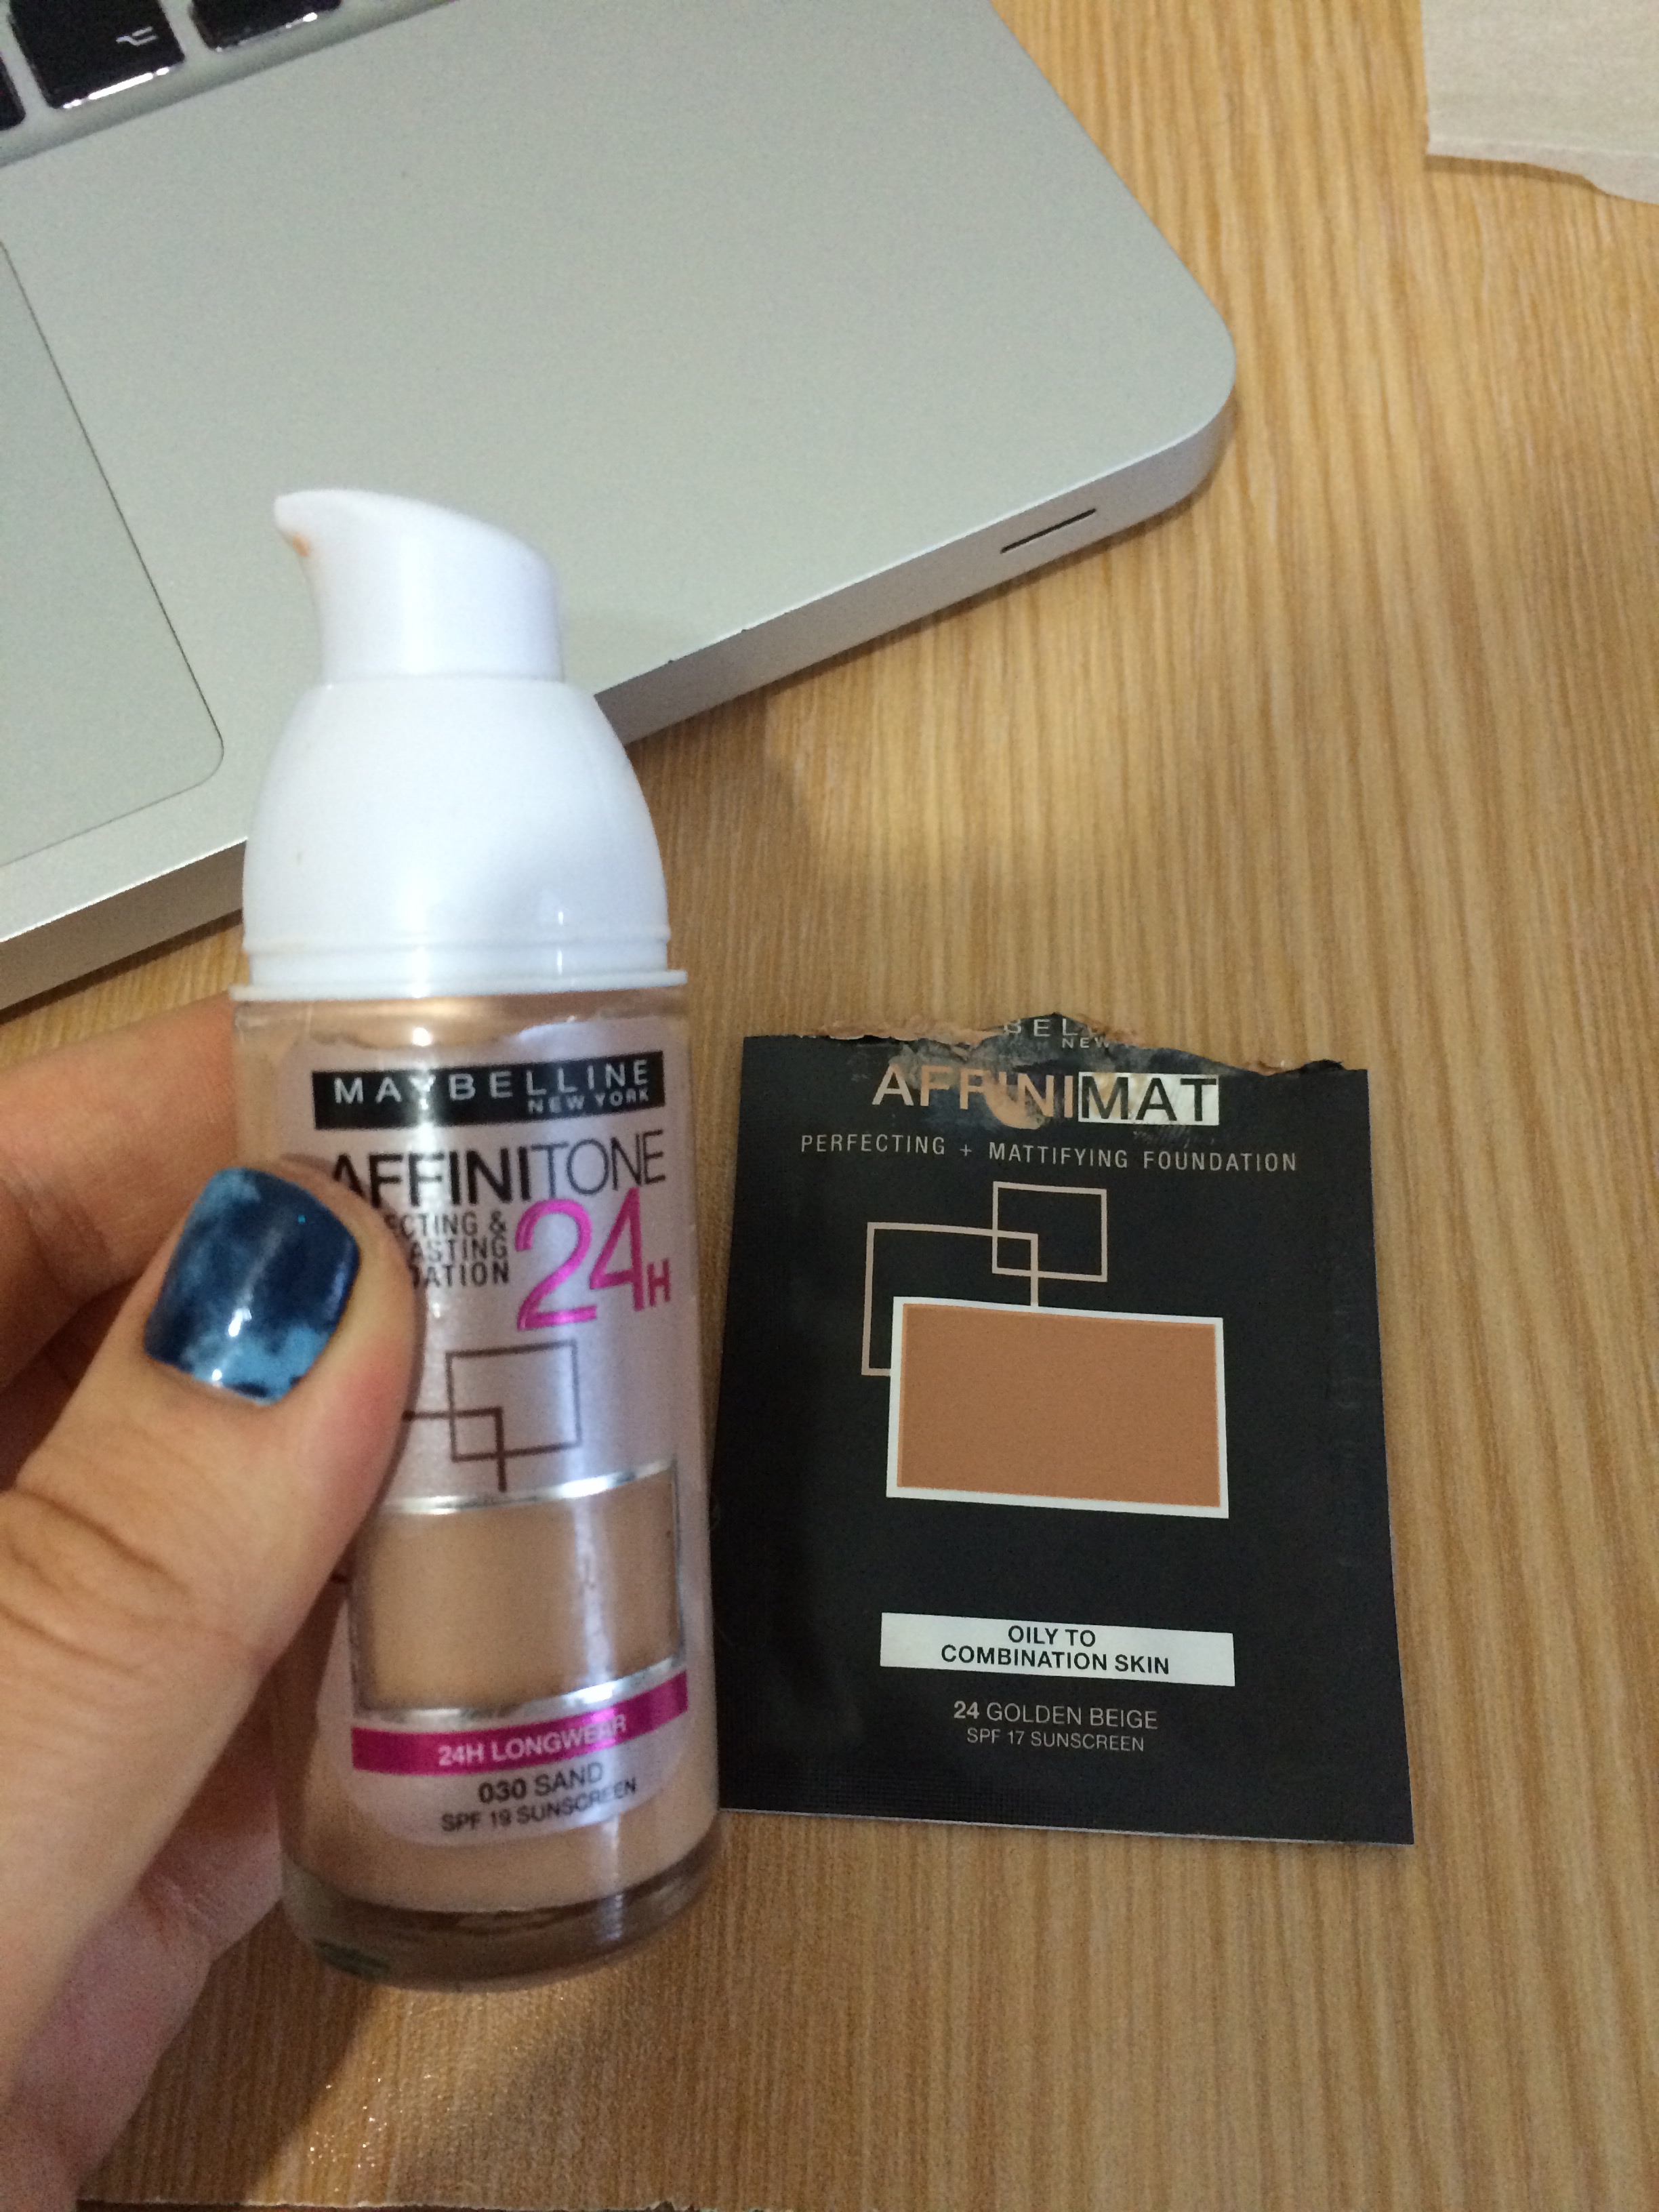 MAYBELLINE
NEW YORK
AFFINITONE
24H
24H LONGWEAR
030 SAND
SPF 19 SUNSCREEN
NEW
AFFINIMAT
PERFECTING + MATTIFYING FOUNDATION
OILY TO
COMBINATION SKIN
24 GOLDEN BEIGE
SPF 17 SUNSCREEN